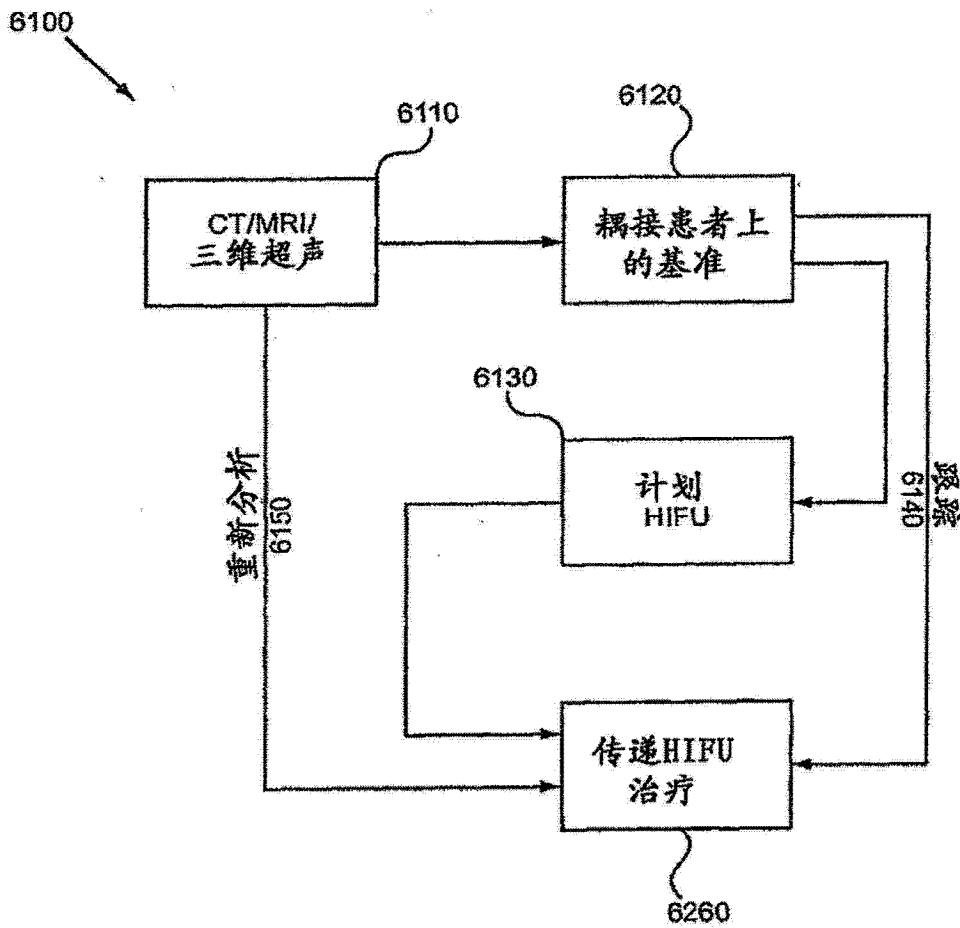 6100
6110
CT/MRI/
三维超声
6120
耦接患者上
的基准
6130
计划
HIFU
重新分析
6150
跟踪
6140
传递HIFU
治疗
6260